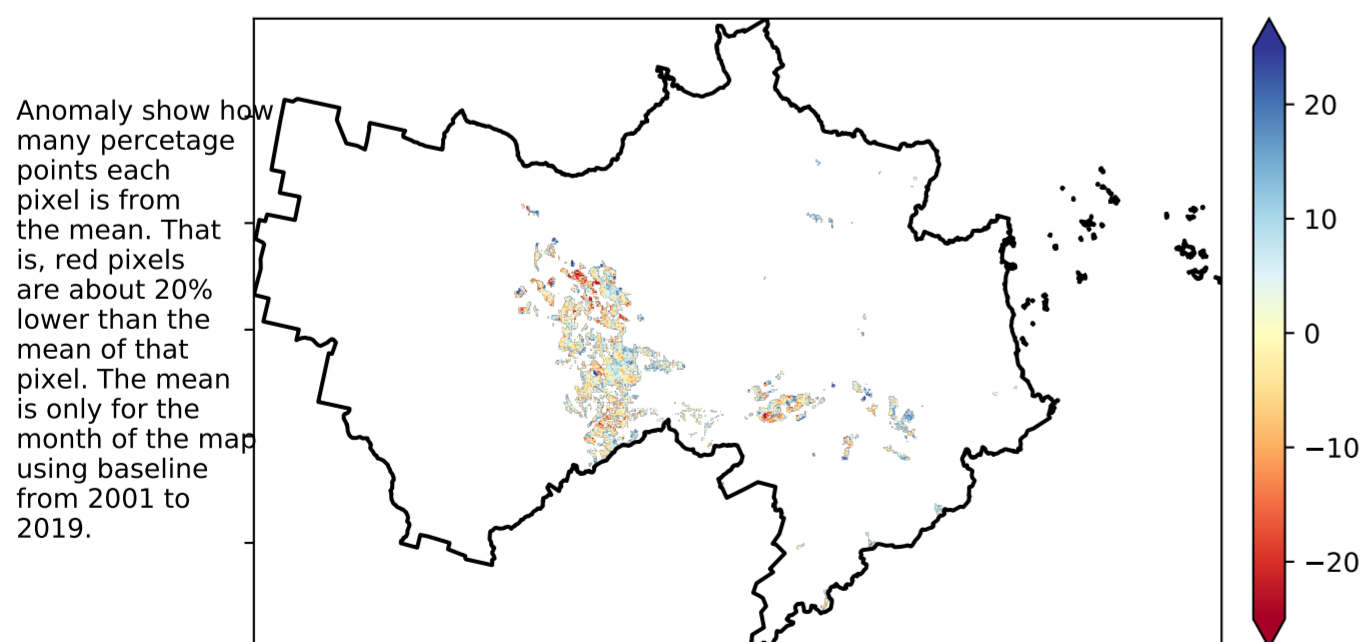 Anomaly show how
many percetage
points each
pixel is from
the mean. That
is, red pixels
are about 20%
lower than the
mean of that
pixel. The mean
is only for the
month of the map
using baseline
from 2001 to
2019.
20
10
0
−10
−20